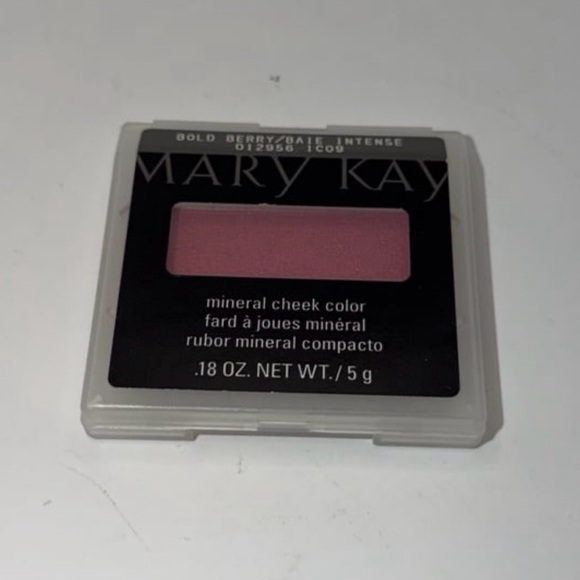 BOLD BERRY/BAIE INTENSE
012956 1C09
MARY KAY
mineral cheek color
fard à joues minéral
rubor mineral compacto
.18 OZ. NET WT./5 g